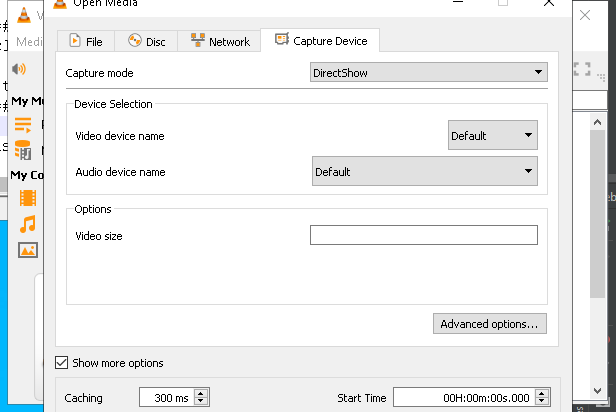 Open Media
Medi
File
Disc
Network
Capture Device
Capture mode
DirectShow
My Mu
Device Selection
Video device name
Default
Audio device name
Default
My Co
Options
Video size
Advanced options...
Show more options
Caching
300 ms
Start Time
00H:00m:00s.000